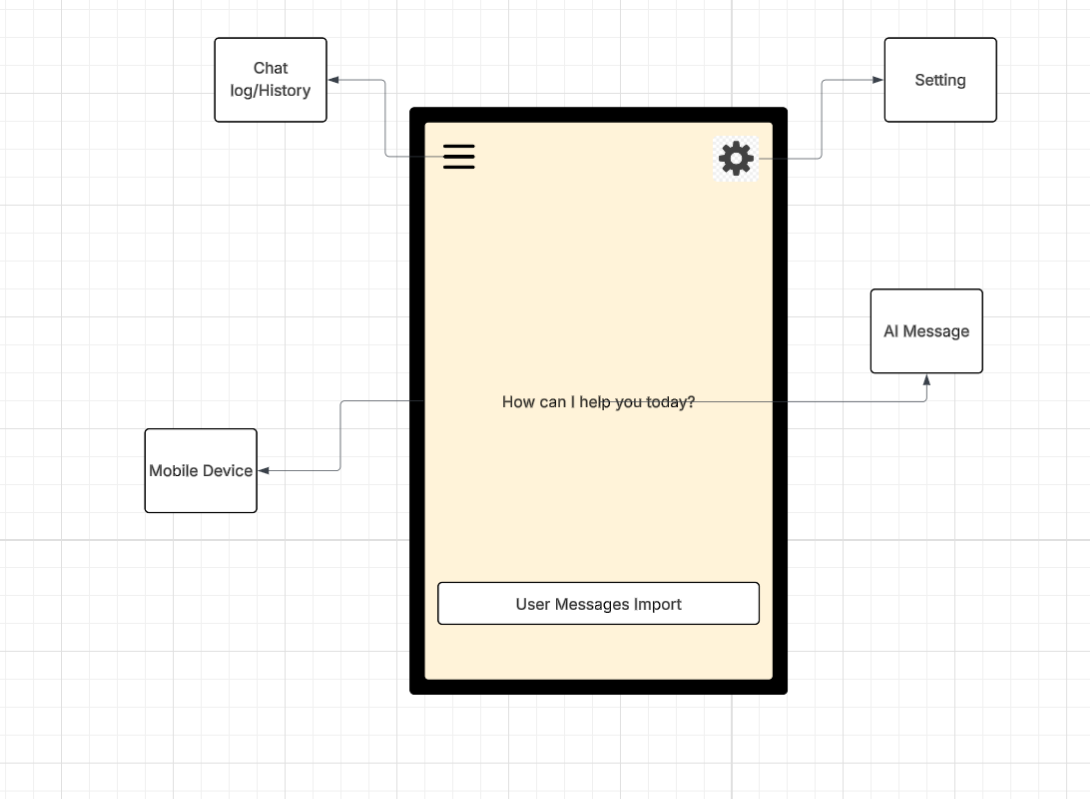 Chat
log/History
Setting
AI Message
How can I help you today?
Mobile Device
User Messages Import